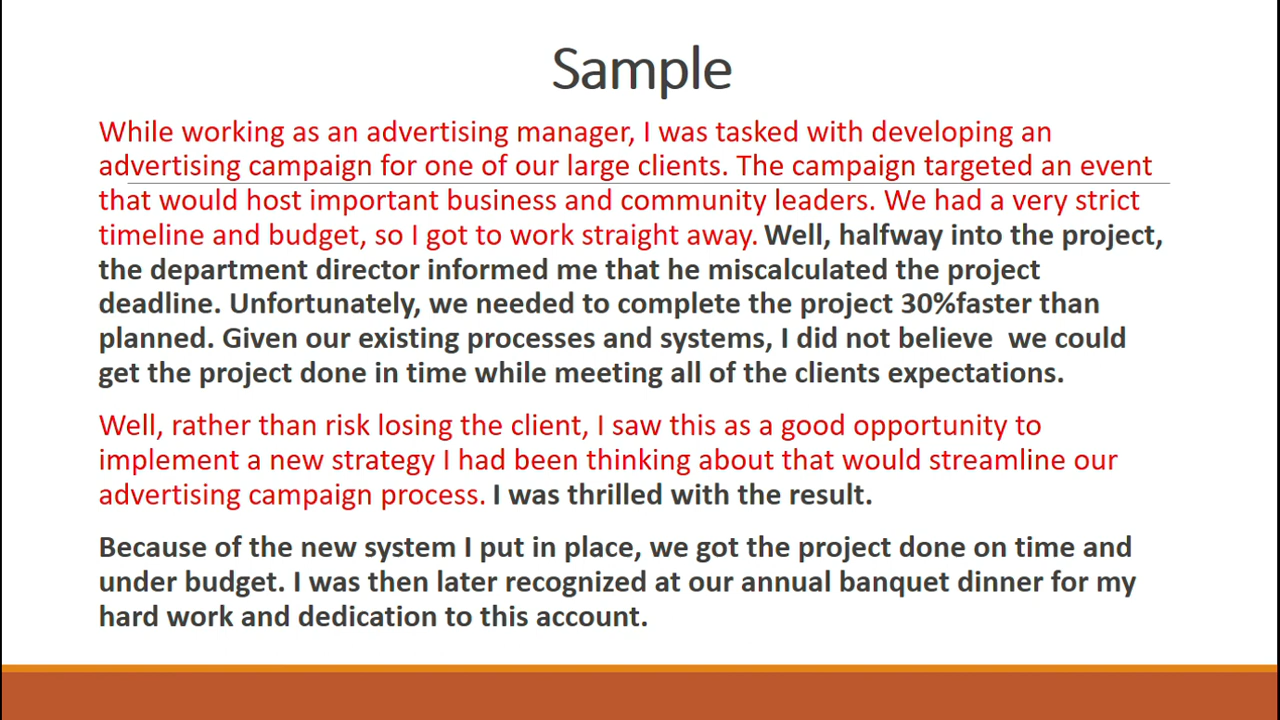 Sample
While working as an advertising manager, I was tasked with developing an
advertising campaign for one of our large clients. The campaign targeted an event
that would host important business and community leaders. We had a very strict
timeline and budget, so I got to work straight away. Well, halfway into the project,
the department director informed me that he miscalculated the project
deadline. Unfortunately, we needed to complete the project 30%faster than
planned. Given our existing processes and systems, I did not believe  we could
get the project done in time while meeting all of the clients expectations.
Well, rather than risk losing the client, I saw this as a good opportunity to
implement a new strategy I had been thinking about that would streamline our
advertising campaign process. I was thrilled with the result.
Because of the new system I put in place, we got the project done on time and
under budget. I was then later recognized at our annual banquet dinner for my
hard work and dedication to this account.